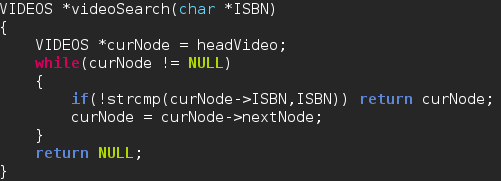 VIDEOS *videoSearch(char *ISBN)
{
    VIDEOS *curNode = headVideo;
    while(curNode != NULL)
    {
        if(!strcmp(curNode->ISBN,ISBN)) return curNode;
        curNode = curNode->nextNode;
    }
    return NULL;
}